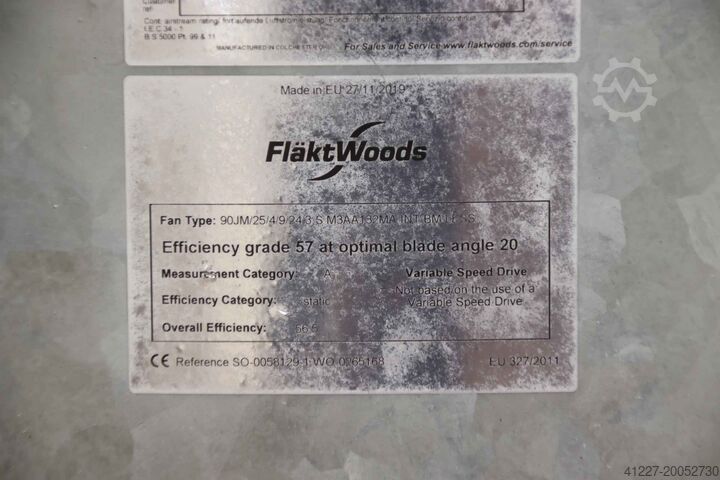 Customer
ref:
Cont. airstream rating/
I.E.C 34 - 1
B.S 5000 Pt. 99 & 11
MANUFACTURED IN COLCHESTER
For Sales and Service www.flaktwoods.com/service
Made in EU 27/11/2019
FläktWoods
Fan Type: 90JM/25/4/9/24/3 S M3AA132MA INT BM LESS
Efficiency grade 57 at optimal blade angle 20
Measurement Category: A Variable Speed Drive
Efficiency Category: static Not based on the use of a
Variable Speed Drive
Overall Efficiency: 56.5
CE Reference SO-0058129-1 WO-0065168 EU 327/2011
41227-20052730